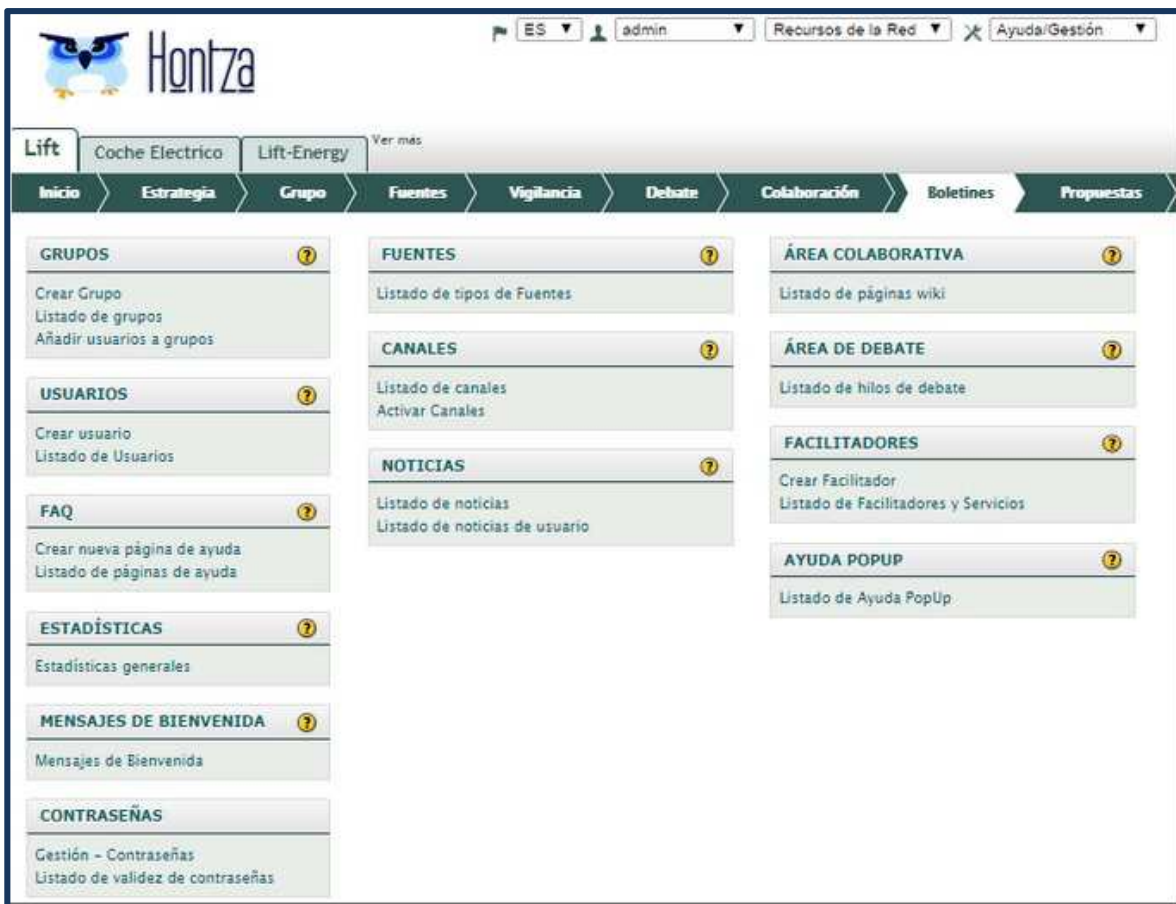 Hontza
ES
admin
Recursos de la Red
Ayuda/Gestión
Lift
Coche Electrico
Lift-Energy
Ver más
Inicio
Estrategia
Grupo
Fuentes
Vigilancia
Debate
Colaboración
Boletines
Propuestas
GRUPOS
Crear Grupo
Listado de grupos
Añadir usuarios a grupos
USUARIOS
Crear usuario
Listado de Usuarios
FAQ
Crear nueva página de ayuda
Listado de páginas de ayuda
ESTADÍSTICAS
Estadísticas generales
MENSAJES DE BIENVENIDA
Mensajes de Bienvenida
CONTRASEÑAS
Gestión - Contraseñas
Listado de validez de contraseñas
FUENTES
Listado de tipos de Fuentes
CANALES
Listado de canales
Activar Canales
NOTICIAS
Listado de noticias
Listado de noticias de usuario
ÁREA COLABORATIVA
Listado de páginas wiki
ÁREA DE DEBATE
Listado de hilos de debate
FACILITADORES
Crear Facilitador
Listado de Facilitadores y Servicios
AYUDA POPUP
Listado de Ayuda PopUp